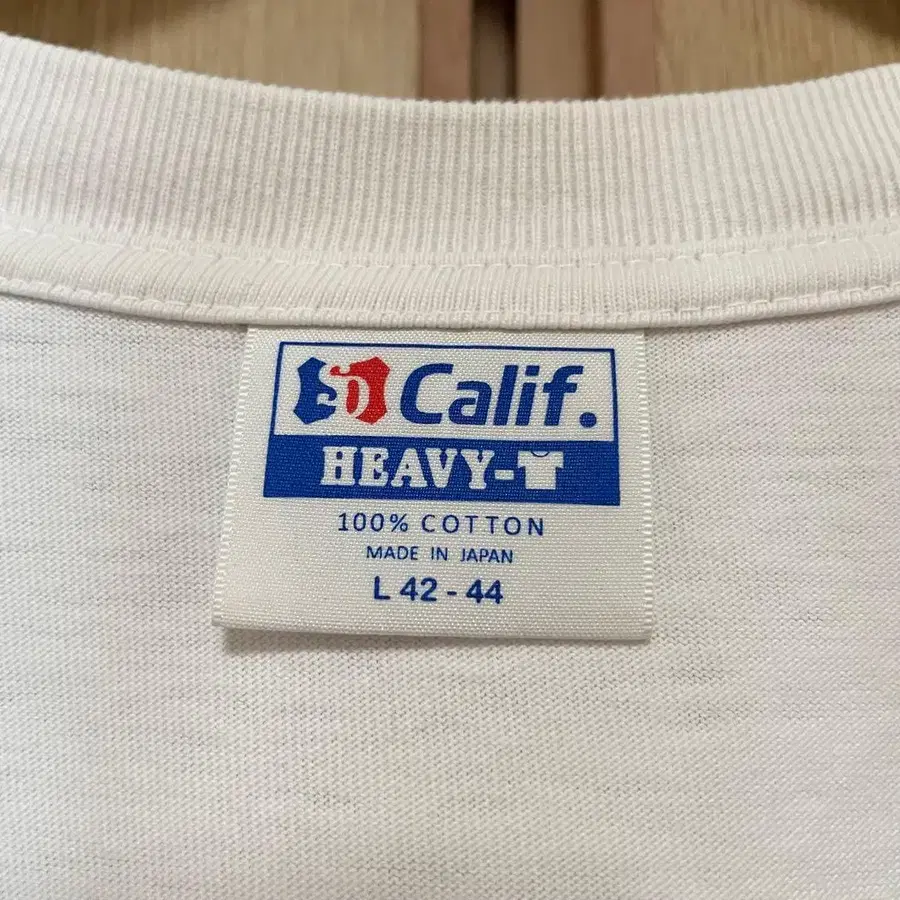 SD Calif.
HEAVY-T
100% COTTON
MADE IN JAPAN
L 42 - 44